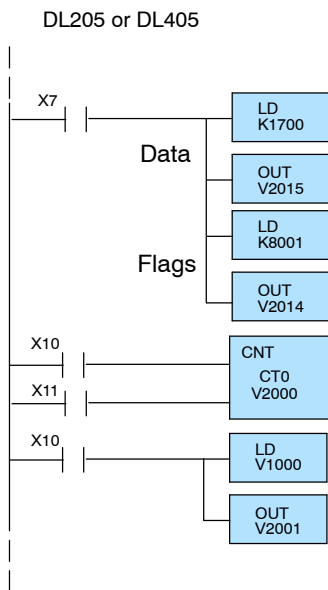 DL205 or DL405
X7
LD
K1700
Data
OUT
V2015
LD
K8001
Flags
OUT
V2014
X10
CNT
CT0
V2000
X11
X10
LD
V1000
OUT
V2001